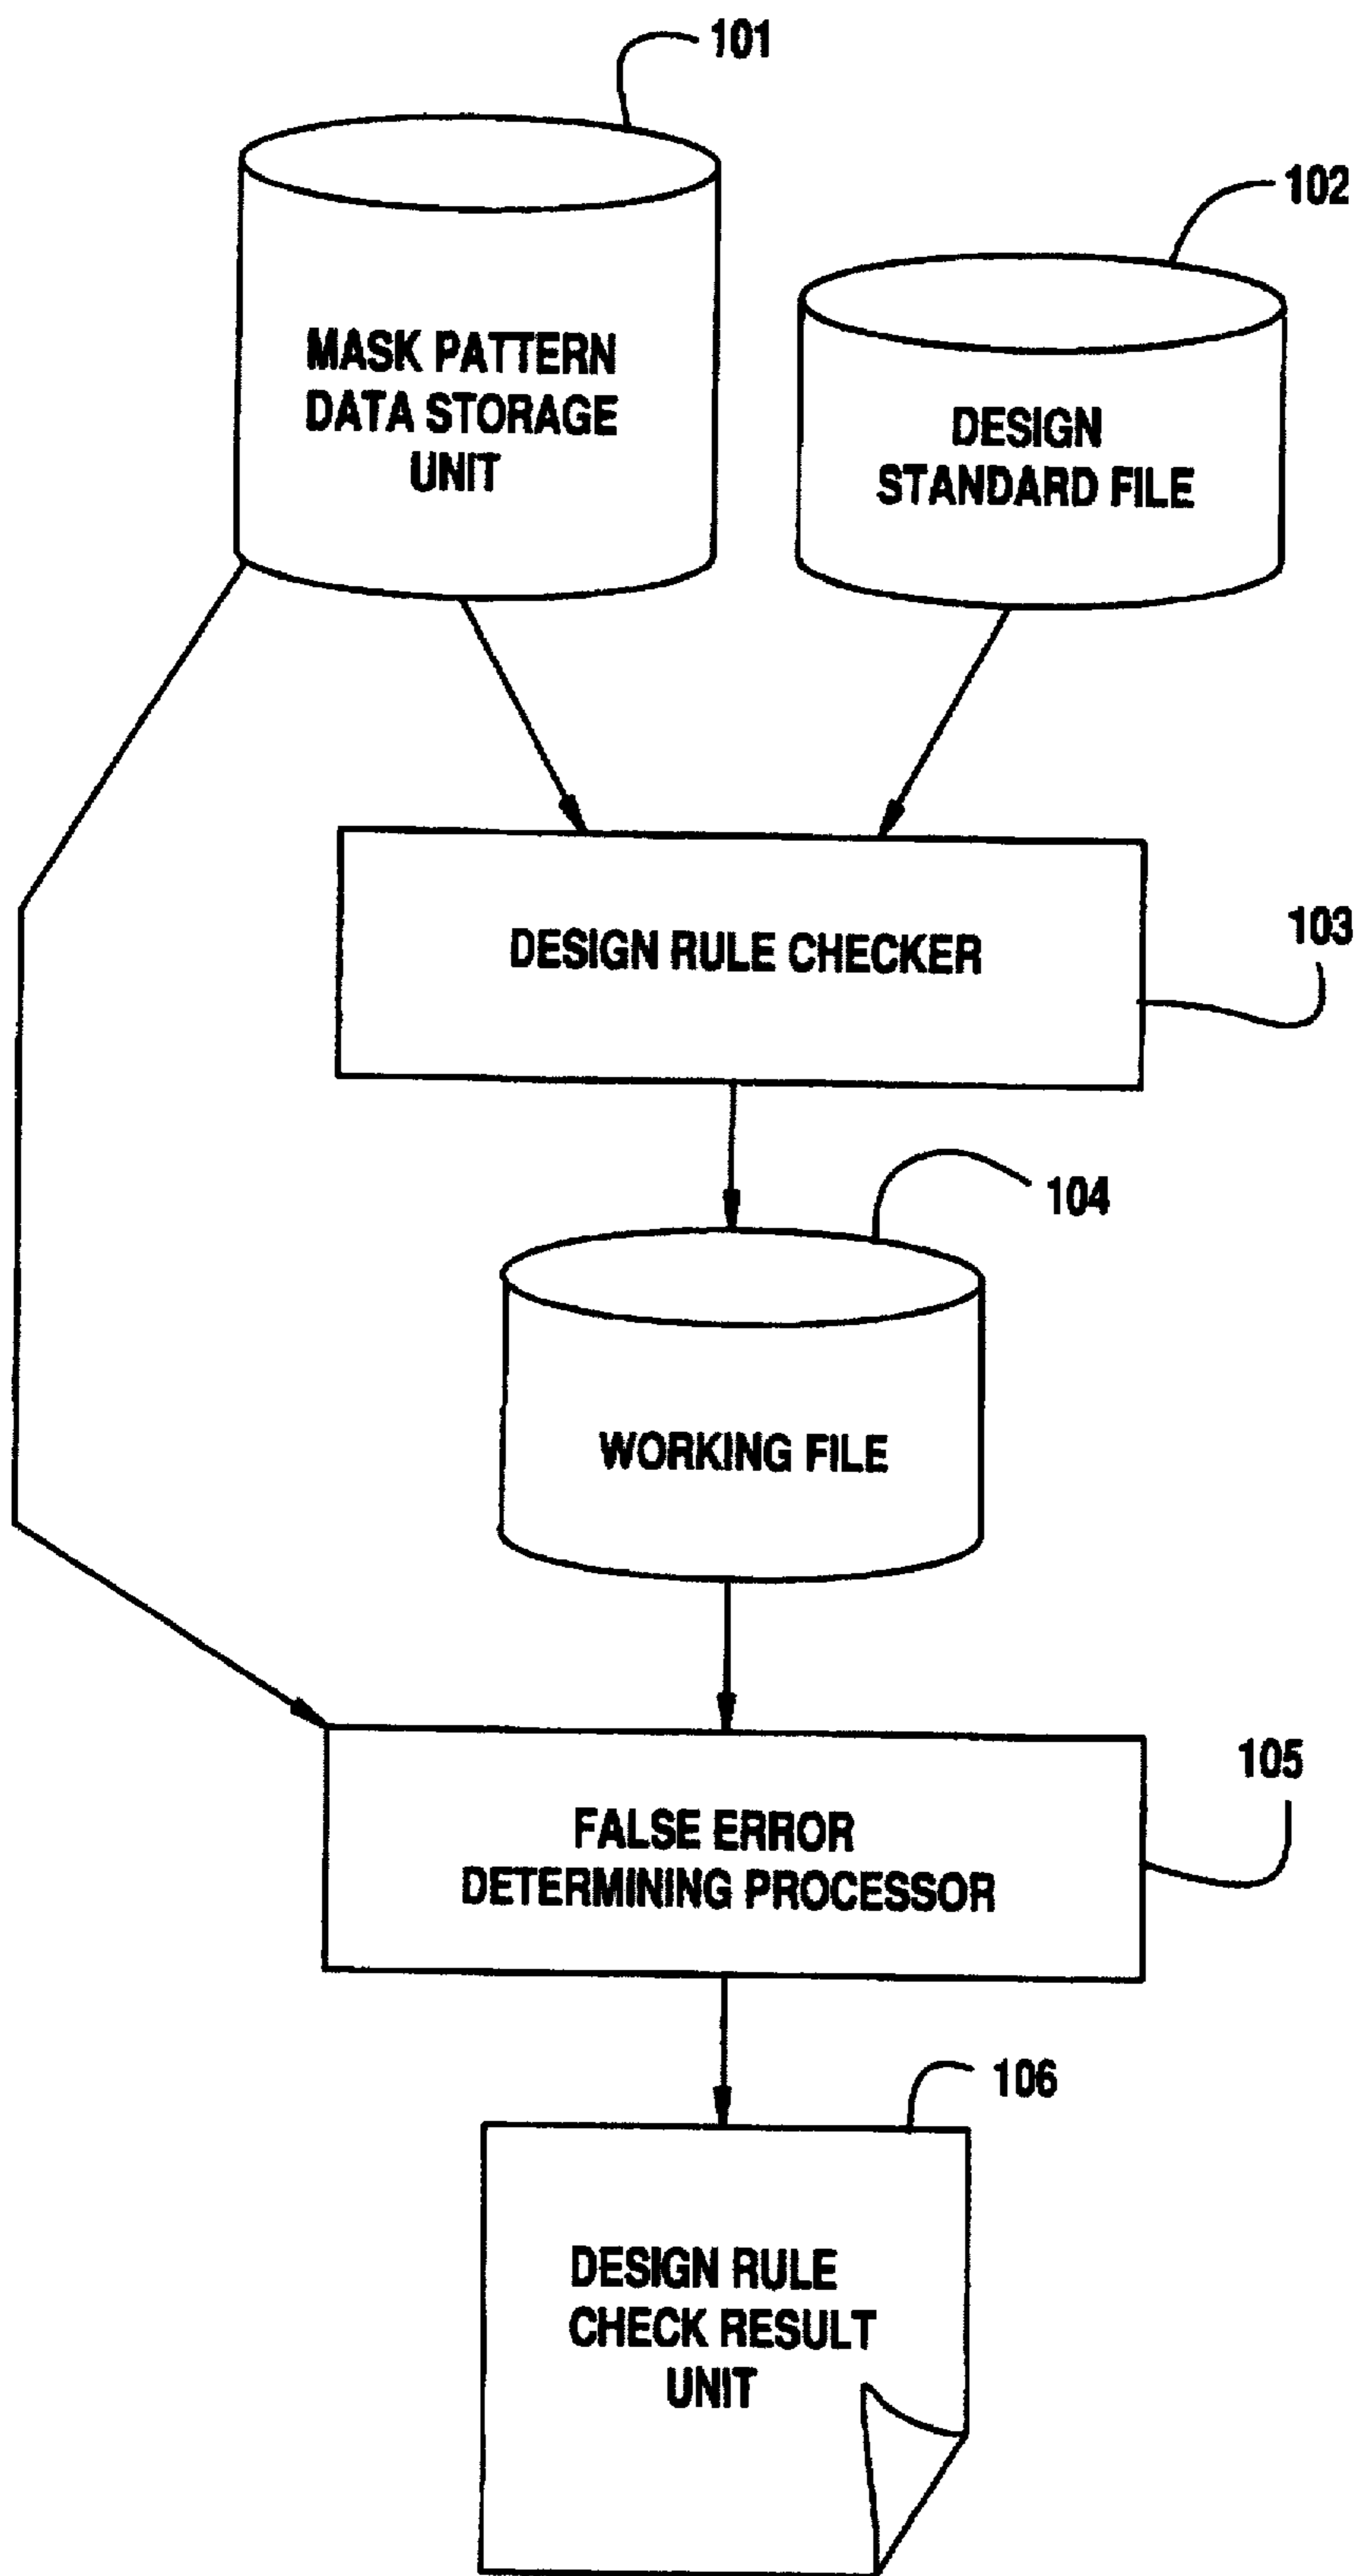 101
102
MASK PATTERN
DATA STORAGE
UNIT
DESIGN
STANDARD FILE
DESIGN RULE CHECKER
103
104
WORKING FILE
105
FALSE ERROR
DETERMINING PROCESSOR
106
DESIGN RULE
CHECK RESULT
UNIT